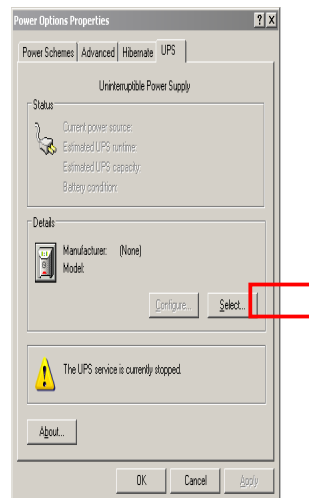 Power Options Properties
? X
Power Schemes Advanced Hibernate UPS
Uninterruptible Power Supply
Status
Current power source:
Estimated UPS runtime:
Estimated UPS capacity:
Battery condition:
Details
Manufacturer: (None)
Model:
Configure... Select...
The UPS service is currently stopped.
About...
OK Cancel Apply